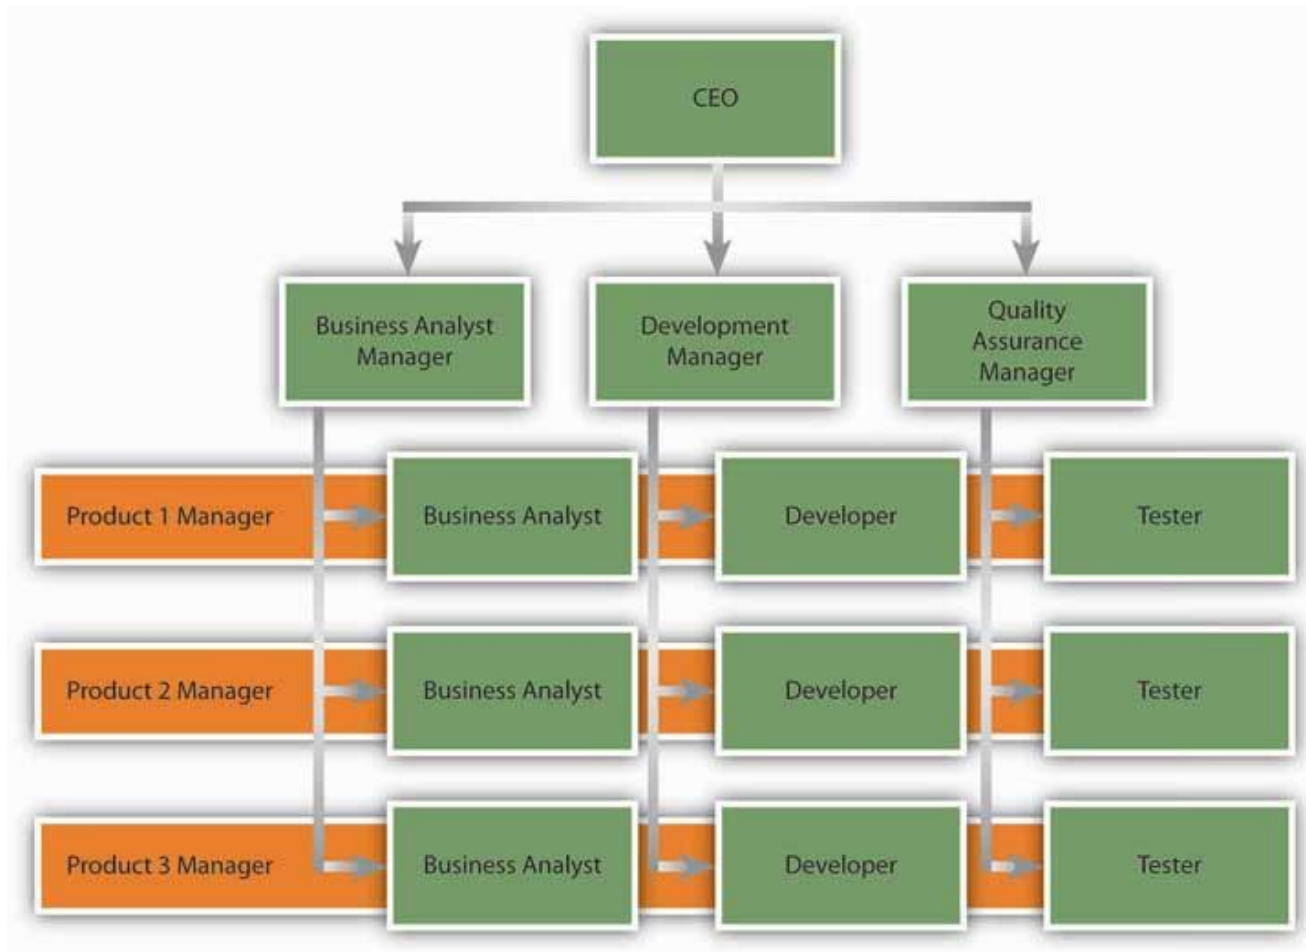 CEO
Business Analyst
Manager
Development
Manager
Quality
Assurance
Manager
Product 1 Manager
Business Analyst
Developer
Tester
Product 2 Manager
Business Analyst
Developer
Tester
Product 3 Manager
Business Analyst
Developer
Tester